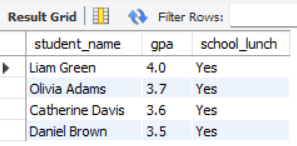 Result Grid Filter Rows:
student_name gpa school_lunch
Liam Green 4.0 Yes
Olivia Adams 3.7 Yes
Catherine Davis 3.6 Yes
Daniel Brown 3.5 Yes